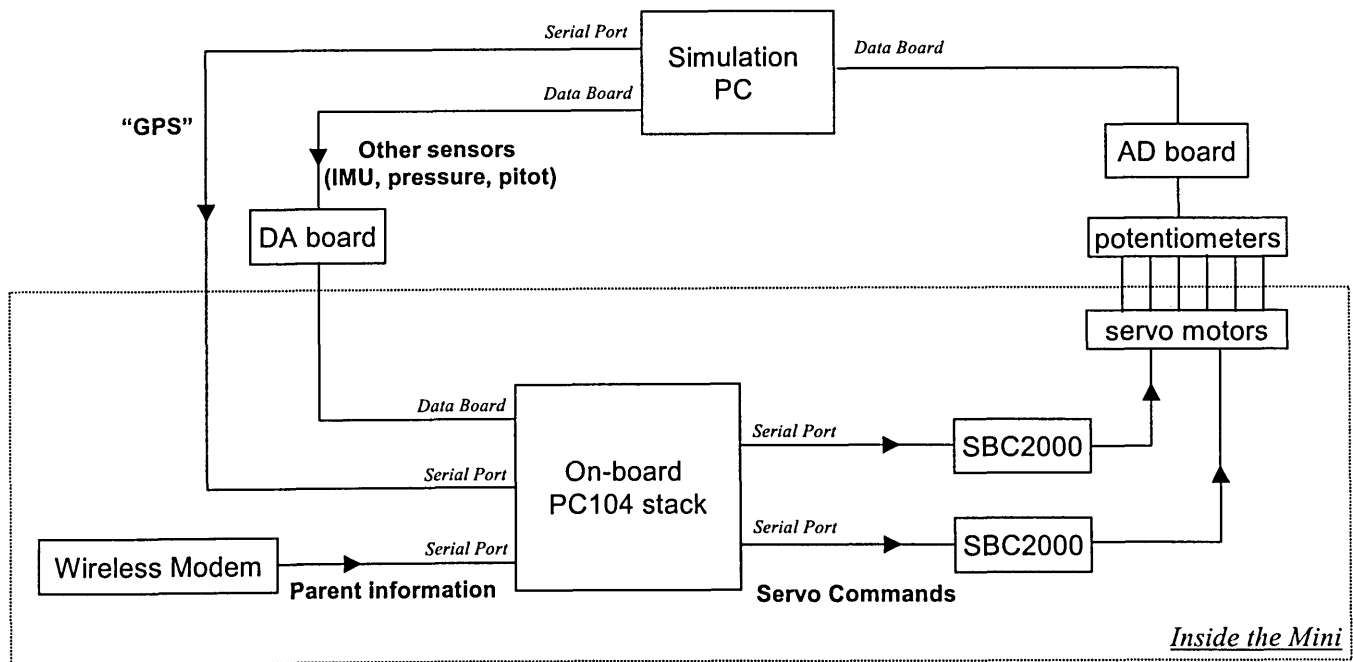 Serial Port
Simulation
PC
Data Board
Data Board
“GPS”
Other sensors
(IMU, pressure, pitot)
AD board
DA board
potentiometers
servo motors
Data Board
Serial Port
SBC2000
On-board
PC104 stack
Serial Port
Serial Port
Serial Port
SBC2000
Wireless Modem
Parent information
Servo Commands
Inside the Mini